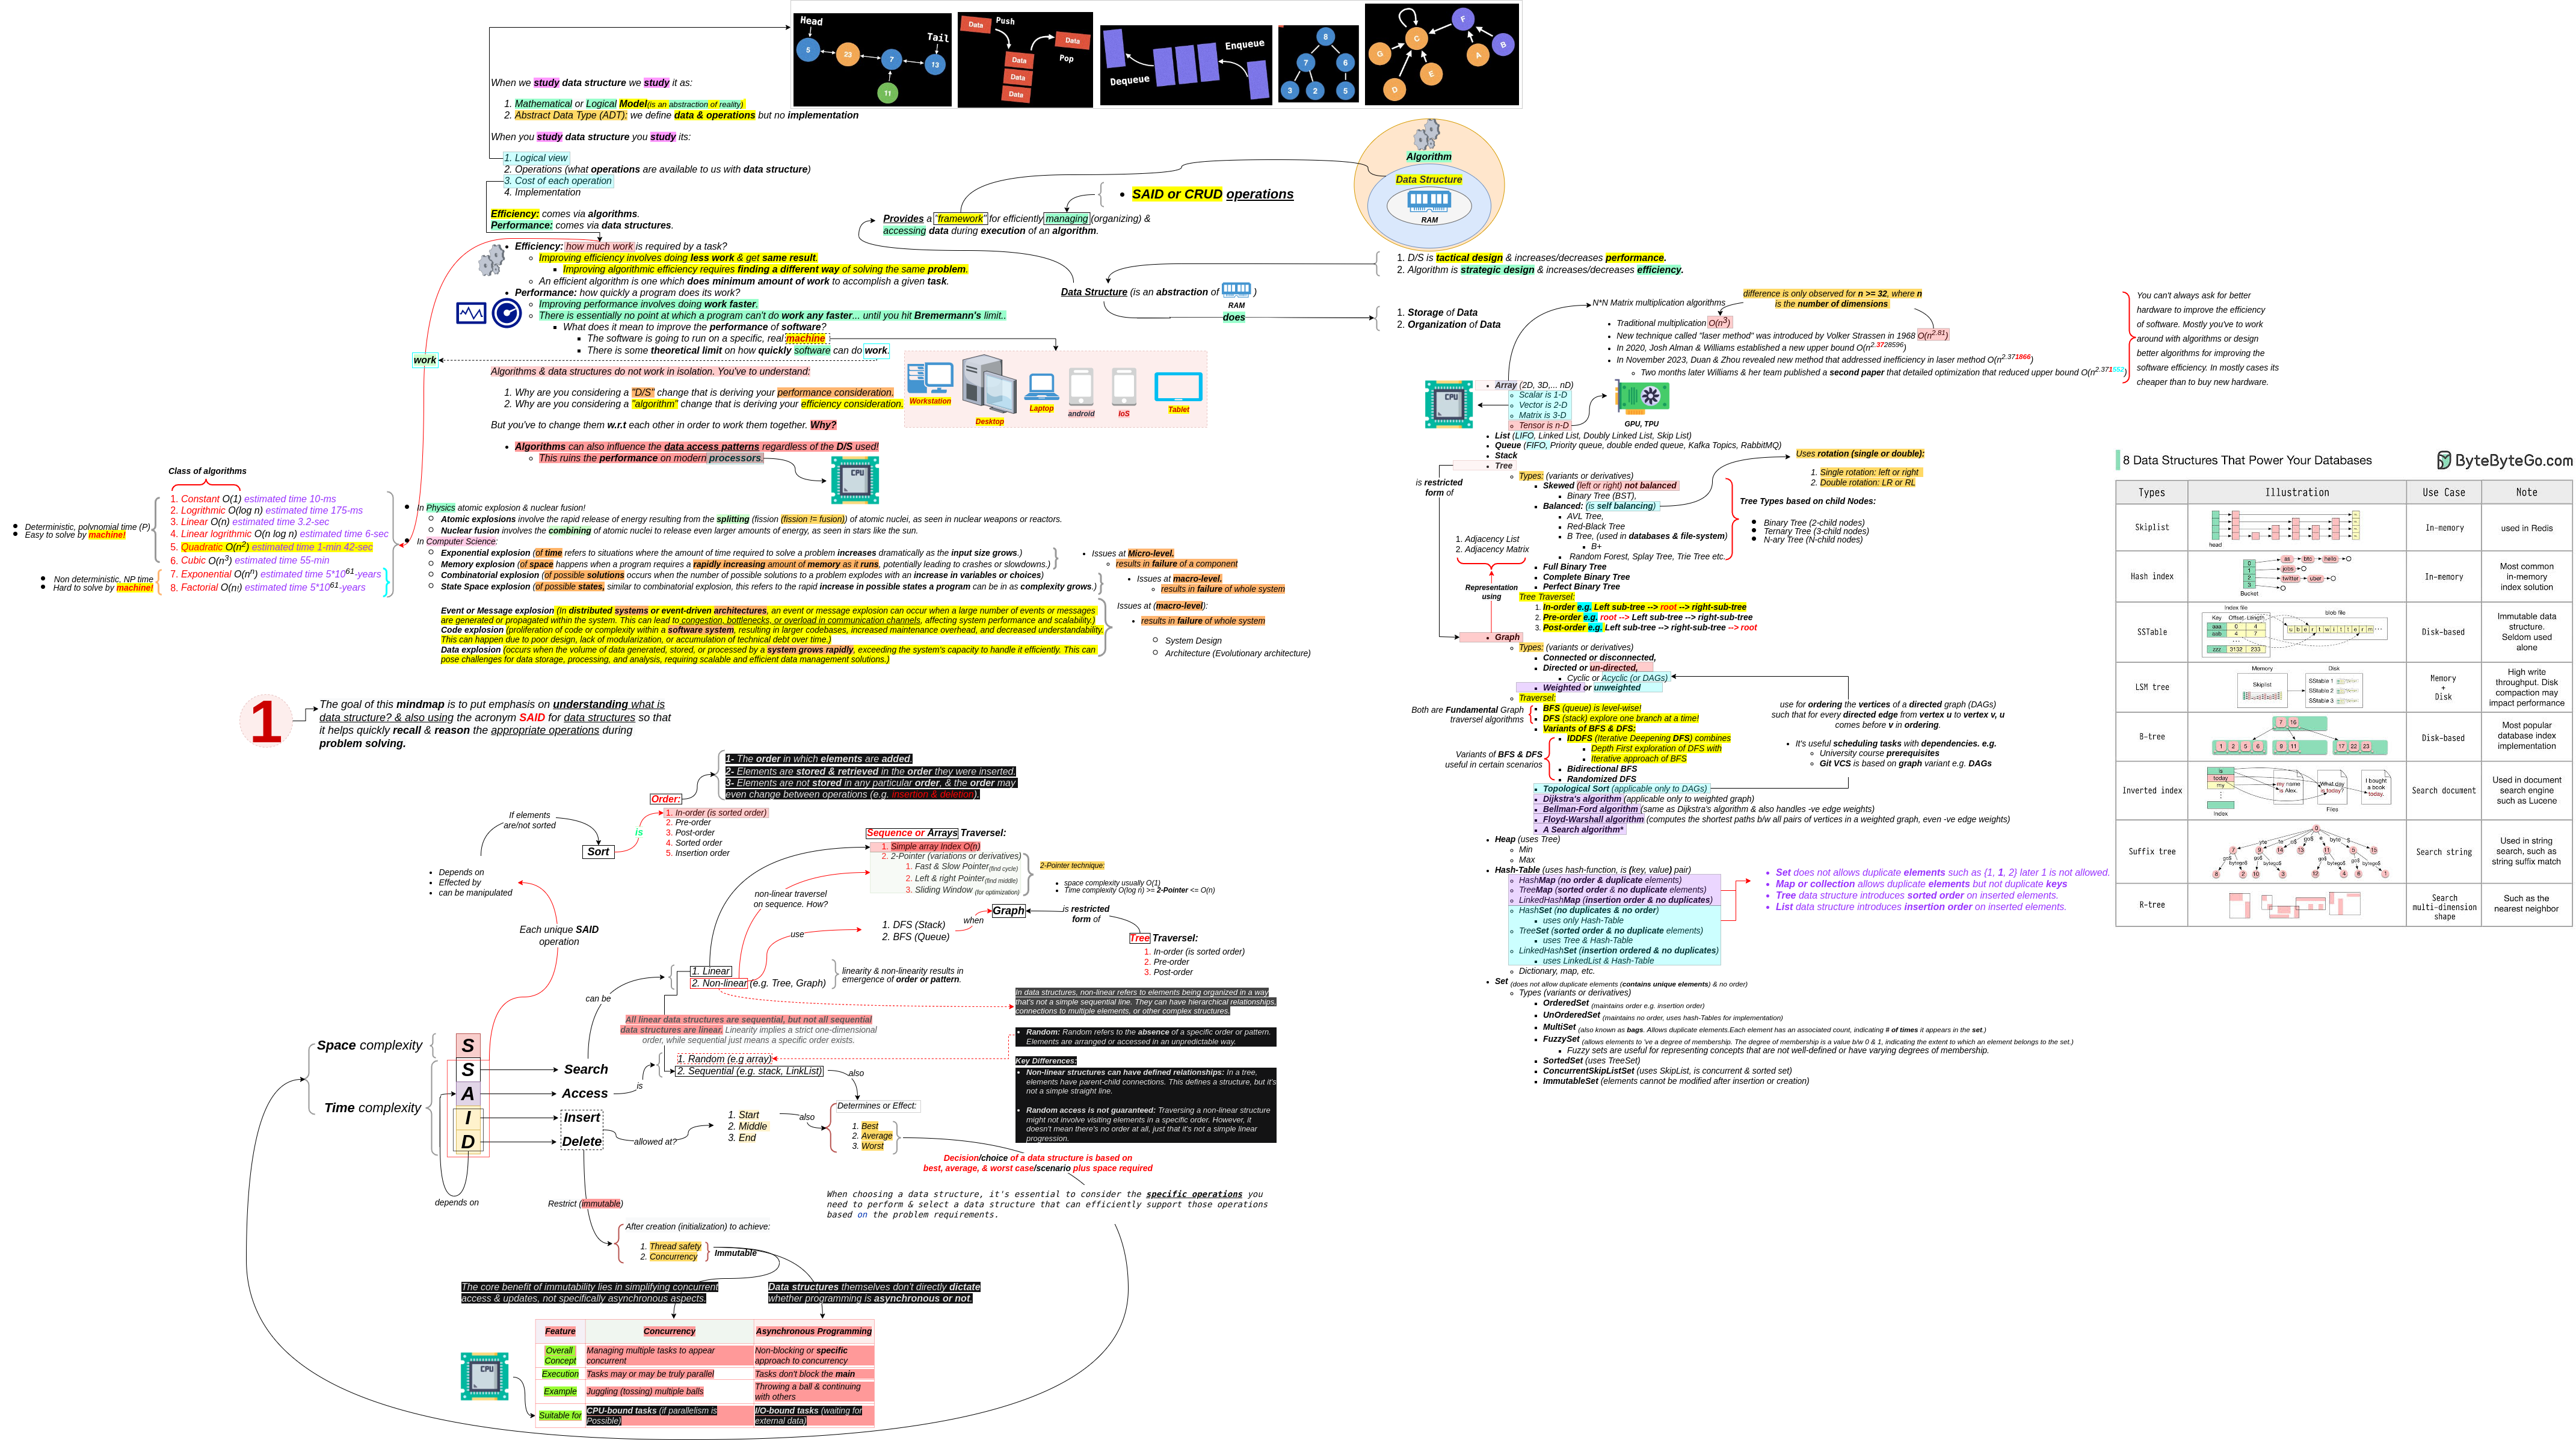 Head
Tail
5
23
7
13
11
Data
Push
Data
Pop
Data
Data
Data
Enqueue
Dequeue
8
7
6
3
2
5
F
C
B
G
A
E
D
When we study data structure we study it as:
1. Mathematical or Logical Model(is an abstraction of reality)
2. Abstract Data Type (ADT): we define data & operations but no implementation
When you study data structure you study its:
1. Logical view
2. Operations (what operations are available to us with data structure)
3. Cost of each operation
4. Implementation
Efficiency: comes via algorithms.
Performance: comes via data structures.
Efficiency: how much work is required by a task?
Improving efficiency involves doing less work & get same result.
Improving algorithmic efficiency requires finding a different way of solving the same problem.
An efficient algorithm is one which does minimum amount of work to accomplish a given task.
Performance: how quickly a program does its work?
Improving performance involves doing work faster.
There is essentially no point at which a program can't do work any faster... until you hit Bremermann's limit..
What does it mean to improve the performance of software?
The software is going to run on a specific, real machine
There is some theoretical limit on how quickly software can do work.
work
Algorithms & data structures do not work in isolation. You've to understand:
1. Why are you considering a "D/S" change that is deriving your performance consideration.
2. Why are you considering a "algorithm" change that is deriving your efficiency consideration.
But you've to change them w.r.t each other in order to work them together. Why?
Algorithms can also influence the data access patterns regardless of the D/S used!
This ruins the performance on modern processors.
CPU
Workstation
Desktop
Laptop
android
IoS
Tablet
SAID or CRUD operations
Provides a "framework" for efficiently managing (organizing) &
accessing data during execution of an algorithm.
Algorithm
Data Structure
RAM
Data Structure (is an abstraction of )
RAM
does
1. D/S is tactical design & increases/decreases performance.
2. Algorithm is strategic design & increases/decreases efficiency.
1. Storage of Data
2. Organization of Data
N*N Matrix multiplication algorithms
difference is only observed for n >= 32, where n
is the number of dimensions
Traditional multiplication O(n3)
New technique called "laser method" was introduced by Volker Strassen in 1968 O(n2.81)
In 2020, Josh Alman & Williams established a new upper bound O(n2.3728596)
In November 2023, Duan & Zhou revealed new method that addressed inefficiency in laser method O(n2.371866)
Two months later Williams & her team published a second paper that detailed optimization that reduced upper bound O(n2.371552)
You can't always ask for better
hardware to improve the efficiency
of software. Mostly you've to work
around with algorithms or design
better algorithms for improving the
software efficiency. In mostly cases its
cheaper than to buy new hardware.
CPU
Array (2D, 3D,... nD)
Scalar is 1-D
Vector is 2-D
Matrix is 3-D
Tensor is n-D
GPU, TPU
List (LIFO, Linked List, Doubly Linked List, Skip List)
Queue (FIFO, Priority queue, double ended queue, Kafka Topics, RabbitMQ)
Stack
Tree
Types: (variants or derivatives)
Skewed (left or right) not balanced
Binary Tree (BST),
Balanced: (is self balancing)
AVL Tree,
Red-Black Tree
B Tree, (used in databases & file-system)
B+
Random Forest, Splay Tree, Trie Tree etc.
Full Binary Tree
Complete Binary Tree
Perfect Binary Tree
Tree Traversel:
1. In-order e.g. Left sub-tree --> root --> right-sub-tree
2. Pre-order e.g. root --> Left sub-tree --> right-sub-tree
3. Post-order e.g. Left sub-tree --> right-sub-tree --> root
Uses rotation (single or double):
1. Single rotation: left or right
2. Double rotation: LR or RL
Tree Types based on child Nodes:
Binary Tree (2-child nodes)
Ternary Tree (3-child nodes)
N-ary Tree (N-child nodes)
is restricted
form of
1. Adjacency List
2. Adjacency Matrix
Representation
using
Graph
Types: (variants or derivatives)
Connected or disconnected,
Directed or un-directed,
Cyclic or Acyclic (or DAGs)
Weighted or unweighted
Traversel:
BFS (queue) is level-wise!
DFS (stack) explore one branch at a time!
Variants of BFS & DFS:
IDDFS (Iterative Deepening DFS) combines
Depth First exploration of DFS with
Iterative approach of BFS
Bidirectional BFS
Randomized DFS
Topological Sort (applicable only to DAGs)
Dijkstra's algorithm (applicable only to weighted graph)
Bellman-Ford algorithm (same as Dijkstra's algorithm & also handles -ve edge weights)
Floyd-Warshall algorithm (computes the shortest paths b/w all pairs of vertices in a weighted graph, even -ve edge weights)
A Search algorithm*
Both are Fundamental Graph
traversel algorithms
Variants of BFS & DFS
useful in certain scenarios
use for ordering the vertices of a directed graph (DAGs)
such that for every directed edge from vertex u to vertex v, u
comes before v in ordering.
It's useful scheduling tasks with dependencies. e.g.
University course prerequisites
Git VCS is based on graph variant e.g. DAGs
Heap (uses Tree)
Min
Max
Hash-Table (uses hash-function, is (key, value) pair)
HashMap (no order & duplicate elements)
TreeMap (sorted order & no duplicate elements)
LinkedHashMap (insertion order & no duplicates)
HashSet (no duplicates & no order)
uses only Hash-Table
TreeSet (sorted order & no duplicate elements)
uses Tree & Hash-Table
LinkedHashSet (insertion ordered & no duplicates)
uses LinkedList & Hash-Table
Dictionary, map, etc.
Set does not allows duplicate elements such as {1, 1, 2} later 1 is not allowed.
Map or collection allows duplicate elements but not duplicate keys
Tree data structure introduces sorted order on inserted elements.
List data structure introduces insertion order on inserted elements.
Set (does not allow duplicate elements (contains unique elements) & no order)
Types (variants or derivatives)
OrderedSet (maintains order e.g. insertion order)
UnOrderedSet (maintains no order, uses hash-Tables for implementation)
MultiSet (also known as bags. Allows duplicate elements.Each element has an associated count, indicating # of times it appears in the set.)
FuzzySet (allows elements to 've a degree of membership. The degree of membership is a value b/w 0 & 1, indicating the extent to which an element belongs to the set.)
Fuzzy sets are useful for representing concepts that are not well-defined or have varying degrees of membership.
SortedSet (uses TreeSet)
ConcurrentSkipListSet (uses SkipList, is concurrent & sorted set)
ImmutableSet (elements cannot be modified after insertion or creation)
8 Data Structures That Power Your Databases
ByteByteGo.com
Types
Illustration
Use Case
Note
Skiplist
head
In-memory
used in Redis
Hash index
0
1
2
3
Bucket
as
btc
hello
jobs
twitter
uber
In-memory
Most common
in-memory
index solution
SSTable
Index file
blob file
Key
Offset
Length
aaa 0 4
aab 4 7
zzz 3132 233
u b e r t w i t t e r m
Disk-based
Immutable data
structure.
Seldom used
alone
LSM tree
Memory
Disk
Skiplist
SStable 1
SStable 2
SStable 3
Memory
+
Disk
High write
throughput. Disk
compaction may
impact performance
B-tree
7 16
1 2 5 6
9 11
17 22 23
Disk-based
Most popular
database index
implementation
Inverted index
is
today
my
Index
my name
is Alex.
What day
is today?
I bought
a book
today.
Files
Search document
Used in document
search engine
such as Lucene
Suffix tree
Search string
Used in string
search, such as
string suffix match
R-tree
Search
multi-dimension
shape
Such as the
nearest neighbor
Class of algorithms
1. Constant O(1) estimated time 10-ms
2. Logrithmic O(log n) estimated time 175-ms
3. Linear O(n) estimated time 3.2-sec
4. Linear logrithmic O(n log n) estimated time 6-sec
5. Quadratic O(n2) estimated time 1-min 42-sec
6. Cubic O(n3) estimated time 55-min
7. Exponential O(nn) estimated time 5*1061-years
8. Factorial O(n!) estimated time 5*1061-years
Deterministic, polynomial time (P)
Easy to solve by machine!
Non deterministic, NP time
Hard to solve by machine!
In Physics atomic explosion & nuclear fusion!
Atomic explosions involve the rapid release of energy resulting from the splitting (fission (fission != fusion)) of atomic nuclei, as seen in nuclear weapons or reactors.
Nuclear fusion involves the combining of atomic nuclei to release even larger amounts of energy, as seen in stars like the sun.
In Computer Science:
Exponential explosion (of time refers to situations where the amount of time required to solve a problem increases dramatically as the input size grows.)
Memory explosion (of space happens when a program requires a rapidly increasing amount of memory as it runs, potentially leading to crashes or slowdowns.)
Combinatorial explosion (of possible solutions occurs when the number of possible solutions to a problem explodes with an increase in variables or choices)
State Space explosion (of possible states, similar to combinatorial explosion, this refers to the rapid increase in possible states a program can be in as complexity grows.)
Event or Message explosion (In distributed systems or event-driven architectures, an event or message explosion can occur when a large number of events or messages
are generated or propagated within the system. This can lead to congestion, bottlenecks, or overload in communication channels, affecting system performance and scalability.)
Code explosion (proliferation of code or complexity within a software system, resulting in larger codebases, increased maintenance overhead, and decreased understandability.
This can happen due to poor design, lack of modularization, or accumulation of technical debt over time.)
Data explosion (occurs when the volume of data generated, stored, or processed by a system grows rapidly, exceeding the system's capacity to handle it efficiently. This can
pose challenges for data storage, processing, and analysis, requiring scalable and efficient data management solutions.)
Issues at Micro-level.
results in failure of a component
Issues at macro-level.
results in failure of whole system
Issues at (macro-level):
results in failure of whole system
System Design
Architecture (Evolutionary architecture)
1
The goal of this mindmap is to put emphasis on understanding what is
data structure? & also using the acronym SAID for data structures so that
it helps quickly recall & reason the appropriate operations during
problem solving.
1- The order in which elements are added.
2- Elements are stored & retrieved in the order they were inserted.
3- Elements are not stored in any particular order, & the order may
even change between operations (e.g. insertion & deletion).
Order:
1. In-order (is sorted order)
2. Pre-order
3. Post-order
4. Sorted order
5. Insertion order
is
If elements
are/not sorted
Sort
Depends on
Effected by
can be manipulated
Each unique SAID
operation
Sequence or Arrays Traversel:
1. Simple array Index O(n)
2. 2-Pointer (variations or derivatives)
1. Fast & Slow Pointer(find cycle)
2. Left & right Pointer(find middle)
3. Sliding Window (for optimization)
2-Pointer technique:
space complexity usually O(1)
Time complexity O(log n) >= 2-Pointer <= O(n)
non-linear traversel
on sequence. How?
use
1. DFS (Stack)
2. BFS (Queue)
when
Graph
is restricted
form of
Tree Traversel:
1. In-order (is sorted order)
2. Pre-order
3. Post-order
1. Linear
2. Non-linear (e.g. Tree, Graph)
linearity & non-linearity results in
emergence of order or pattern.
can be
All linear data structures are sequential, but not all sequential
data structures are linear. Linearity implies a strict one-dimensional
order, while sequential just means a specific order exists.
1. Random (e.g array)
2. Sequential (e.g. stack, LinkList)
is
also
In data structures, non-linear refers to elements being organized in a way
that's not a simple sequential line. They can have hierarchical relationships,
connections to multiple elements, or other complex structures.
Random: Random refers to the absence of a specific order or pattern.
Elements are arranged or accessed in an unpredictable way.
Key Differences:
Non-linear structures can have defined relationships: In a tree,
elements have parent-child connections. This defines a structure, but it's
not a simple straight line.
Random access is not guaranteed: Traversing a non-linear structure
might not involve visiting elements in a specific order. However, it
doesn't mean there's no order at all, just that it's not a simple linear
progression.
Space complexity
Time complexity
S
S
A
I
D
Search
Access
Insert
Delete
depends on
allowed at?
1. Start
2. Middle
3. End
also
Determines or Effect:
1. Best
2. Average
3. Worst
Decision/choice of a data structure is based on
best, average, & worst case/scenario plus space required
When choosing a data structure, it's essential to consider the specific operations you
need to perform & select a data structure that can efficiently support those operations
based on the problem requirements.
Restrict (immutable)
After creation (initialization) to achieve:
1. Thread safety
2. Concurrency
Immutable
The core benefit of immutability lies in simplifying concurrent
access & updates, not specifically asynchronous aspects.
Data structures themselves don't directly dictate
whether programming is asynchronous or not.
CPU
Feature
Concurrency
Asynchronous Programming
Overall
Concept
Managing multiple tasks to appear
concurrent
Non-blocking or specific
approach to concurrency
Execution
Tasks may or may be truly parallel
Tasks don't block the main
Example
Juggling (tossing) multiple balls
Throwing a ball & continuing
with others
Suitable for
CPU-bound tasks (if parallelism is
Possible)
I/O-bound tasks (waiting for
external data)